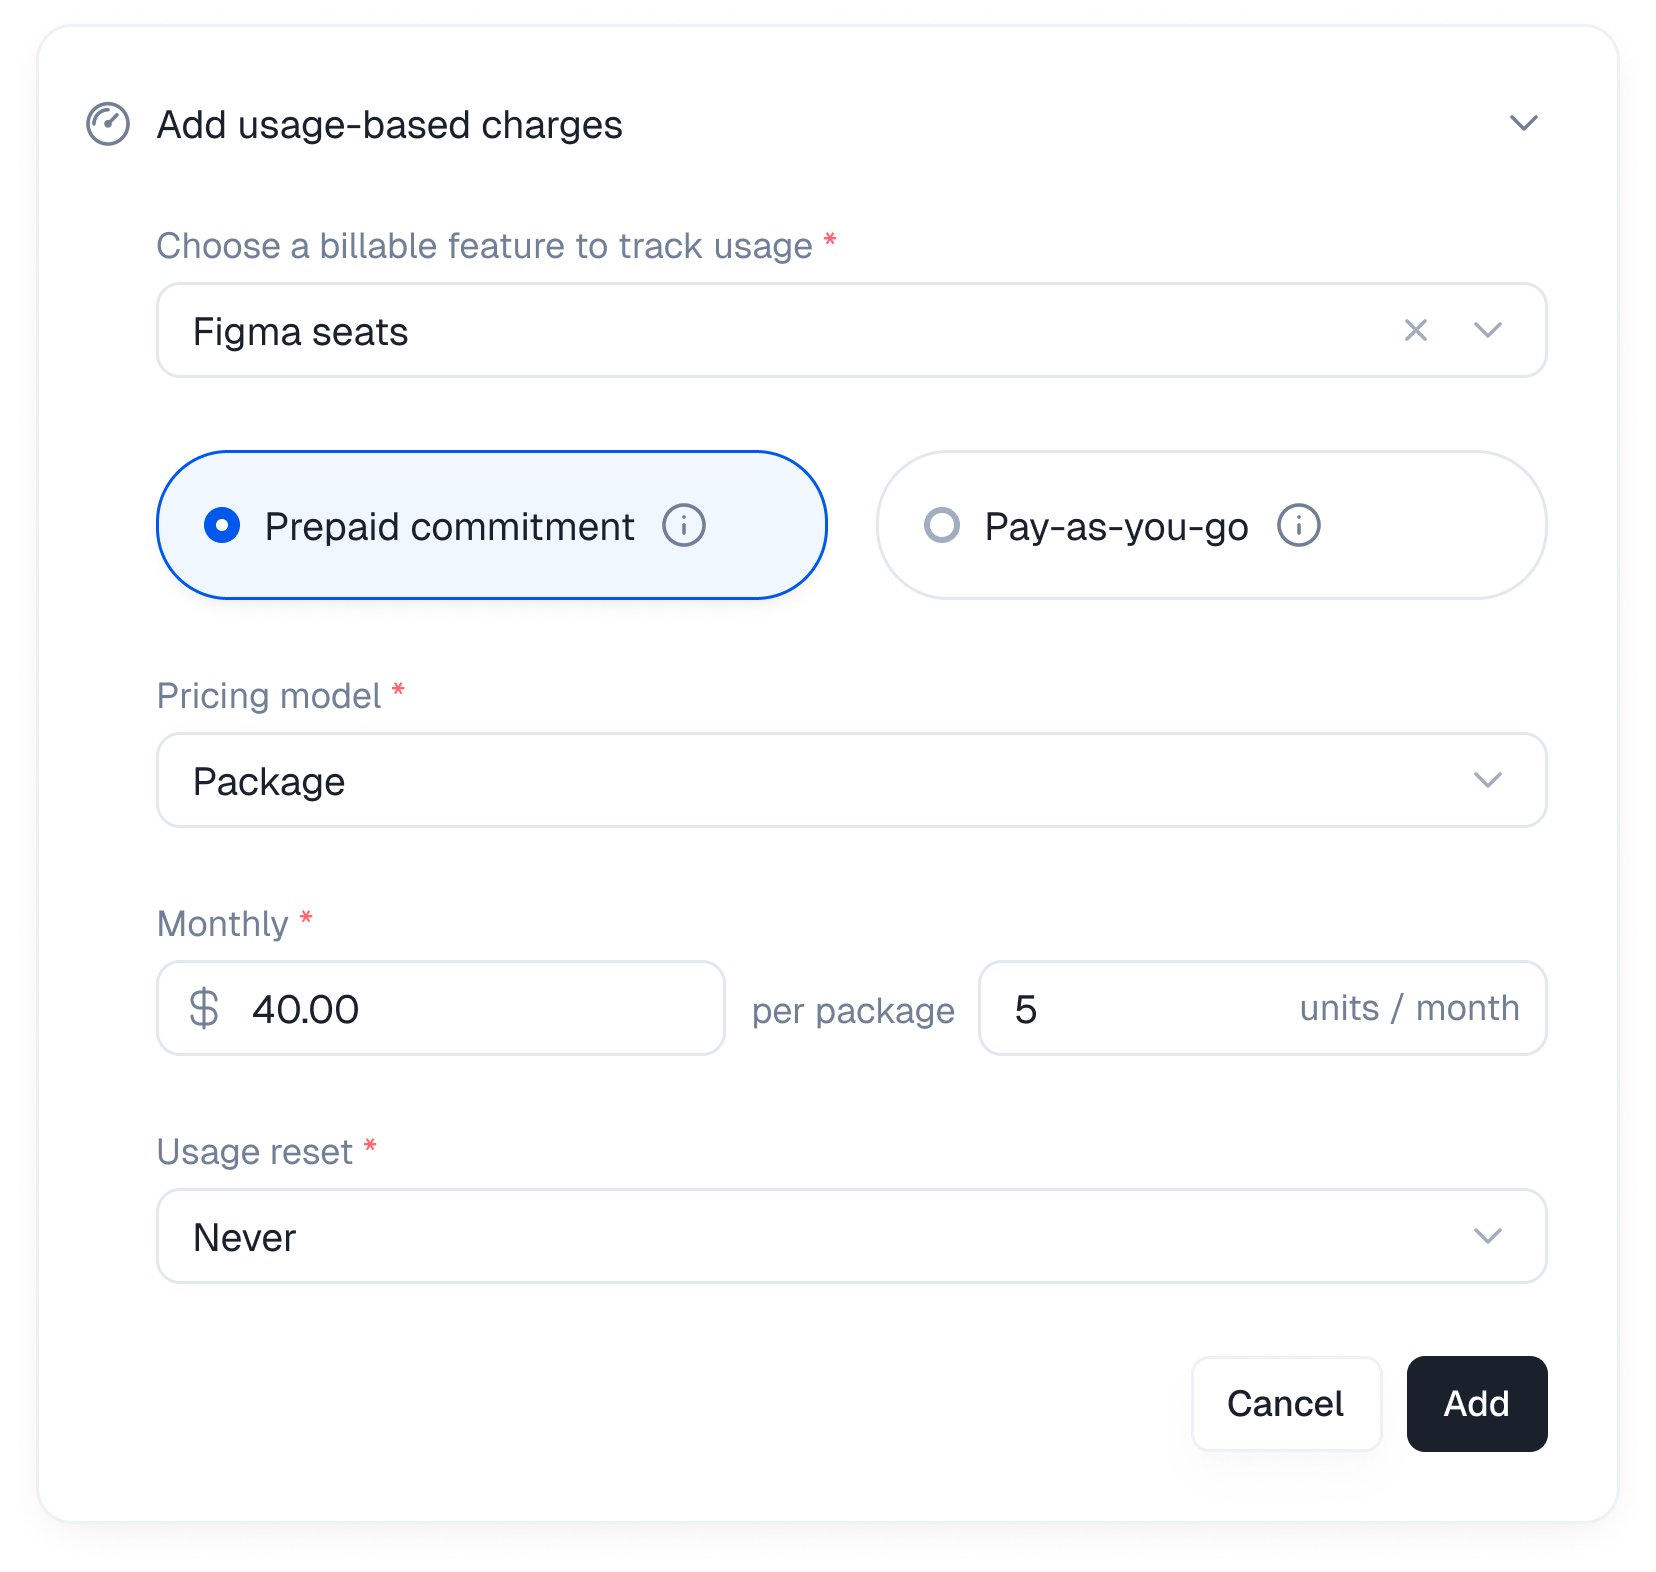 Add usage-based charges
Choose a billable feature to track usage *
Figma seats
Prepaid commitment
Pay-as-you-go
Pricing model *
Package
Monthly *
$ 40.00 per package 5 units / month
Usage reset *
Never
Cancel
Add